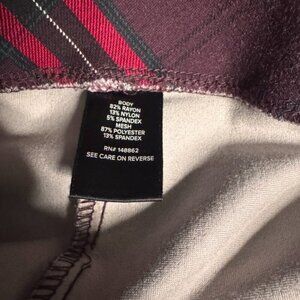 BODY
82% RAYON
13% NYLON
5% SPANDEX
MESH
87% POLYESTER
13% SPANDEX
RN# 148862
SEE CARE ON REVERSE